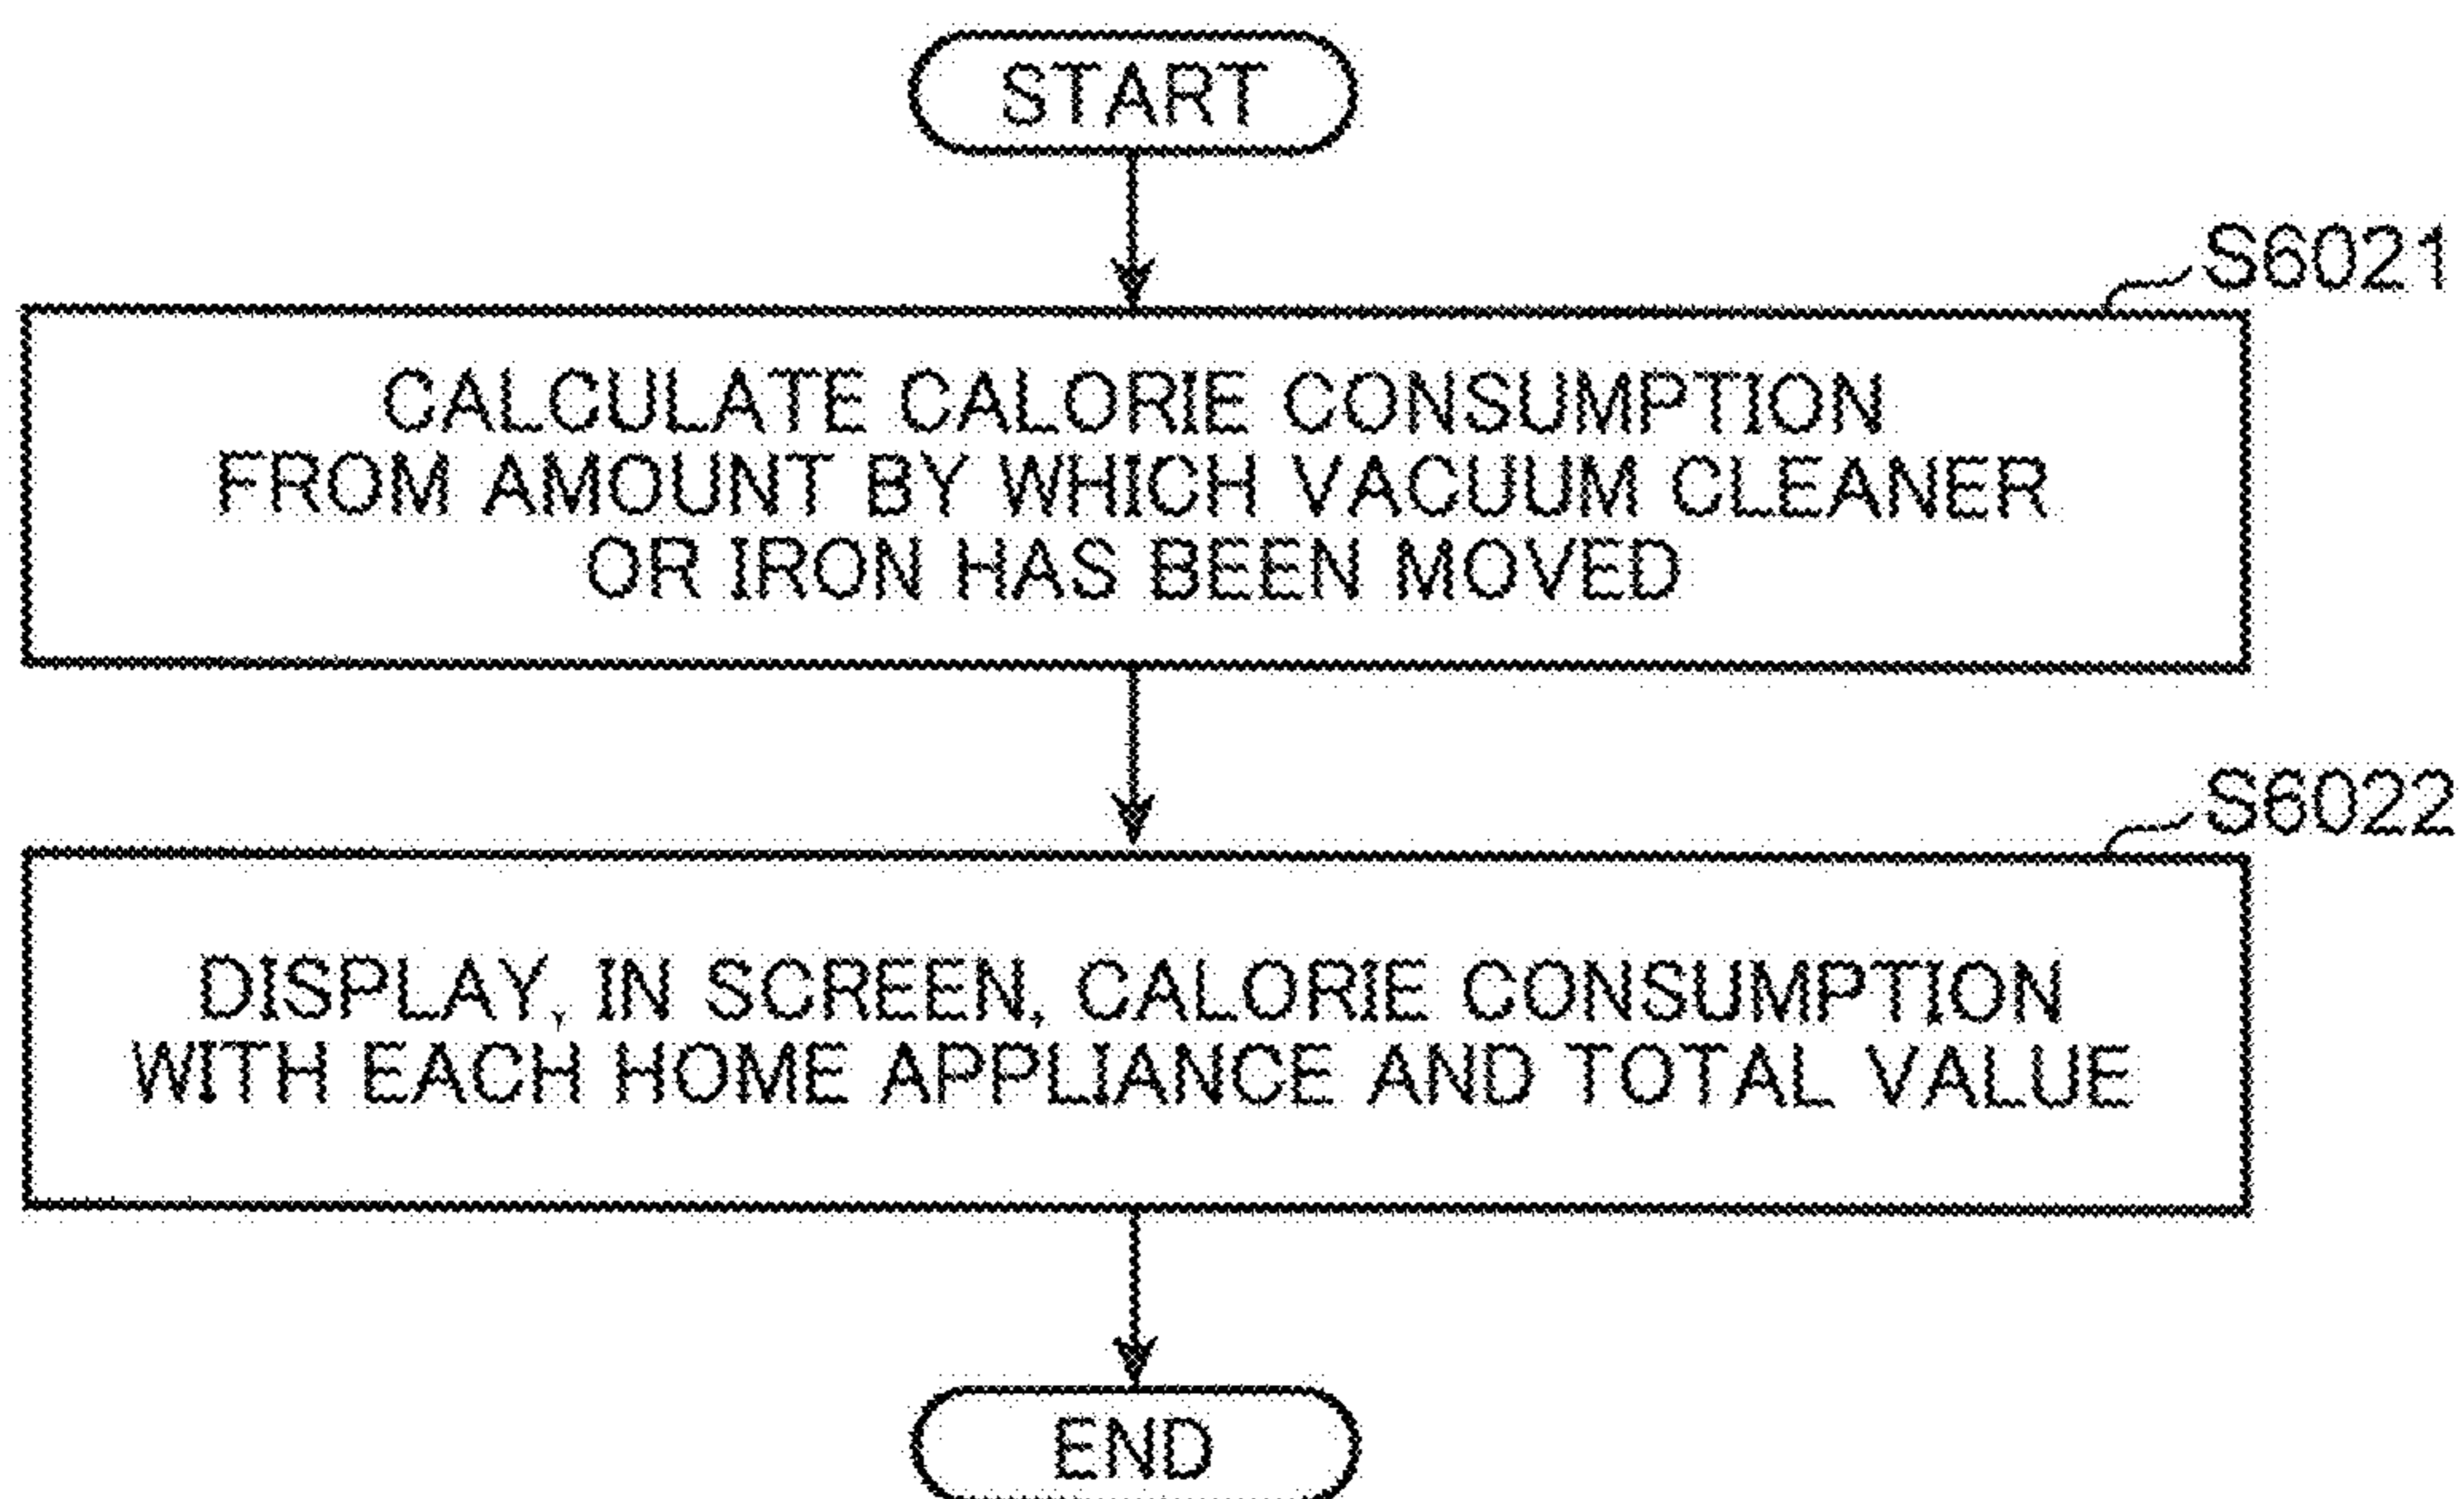 START
S6021
CALCULATE CALORIE CONSUMPTION
FROM AMOUNT BY WHICH VACUUM CLEANER
OR IRON HAS BEEN MOVED
S6022
DISPLAY, IN SCREEN, CALORIE CONSUMPTION
WITH EACH HOME APPLIANCE AND TOTAL VALUE
END